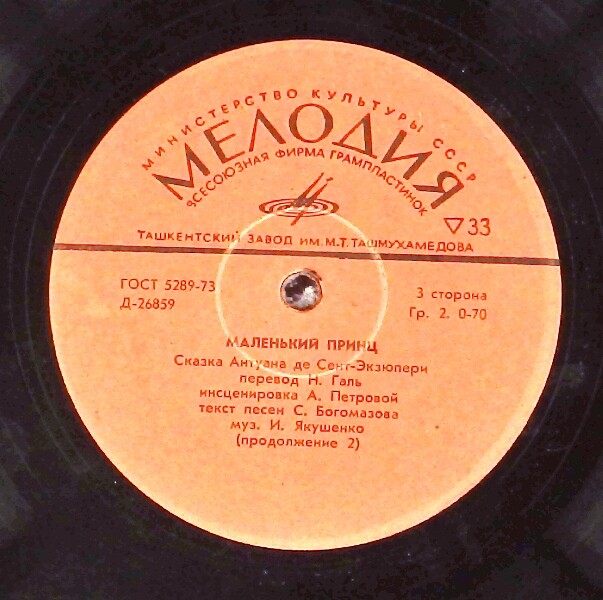 МИНИСТЕРСТВО КУЛЬТУРЫ СССР
МЕЛОДИЯ
ВСЕСОЮЗНАЯ ФИРМА ГРАМПЛАСТИНОК
▽33
ТАШКЕНТСКИЙ ЗАВОД ИМ. М.Т. ТАШМУХАМЕДОВА
ГОСТ 5289-73
Д-26859
3 сторона
Гр. 2. 0-70
МАЛЕНЬКИЙ ПРИНЦ
Сказка Антуана де Сент-Экзюпери
перевод Н. Галь
инсценировка А. Петровой
текст песен С. Богомазова
муз. И. Якушенко
(продолжение 2)